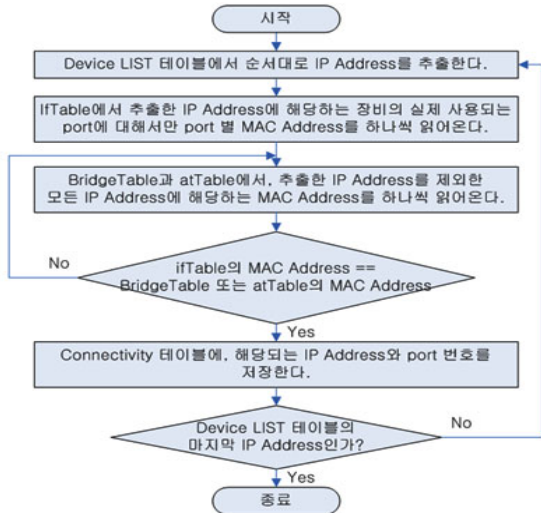 시작
Device LIST 테이블에서 순서대로 IP Address를 추출한다.
IfTable에서 추출한 IP Address에 해당하는 장비의 실제 사용되는
port에 대해서만 port 별 MAC Address를 하나씩 읽어온다.
BridgeTable과 atTable에서, 추출한 IP Address를 제외한
모든 IP Address에 해당하는 MAC Address를 하나씩 읽어온다.
No
ifTable의 MAC Address ==
BridgeTable 또는 atTable의 MAC Address
Yes
Connectivity 테이블에, 해당되는 IP Address와 port 번호를
저장한다.
Device LIST 테이블의
마지막 IP Address인가?
No
Yes
종료